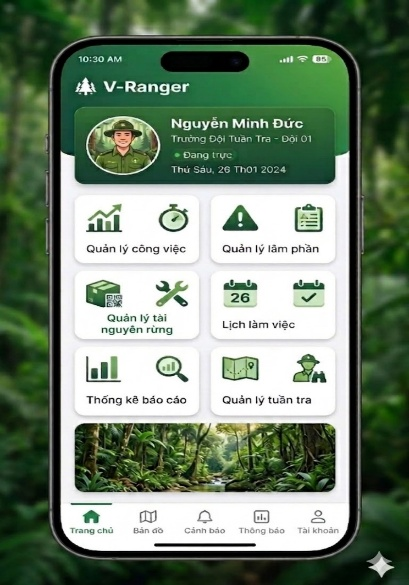 10:30 AM
85
V-Ranger
Nguyễn Minh Đức
Trưởng Đội Tuần Tra - Đội 01
Đang trực
Thứ Sáu, 26 Th01 2024
Quản lý công việc
Quản lý lâm phần
Quản lý tài
nguyên rừng
26
Lịch làm việc
Thống kê báo cáo
Quản lý tuần tra
Trang chủ
Bản đồ
Cảnh báo
Thông báo
Tài khoản